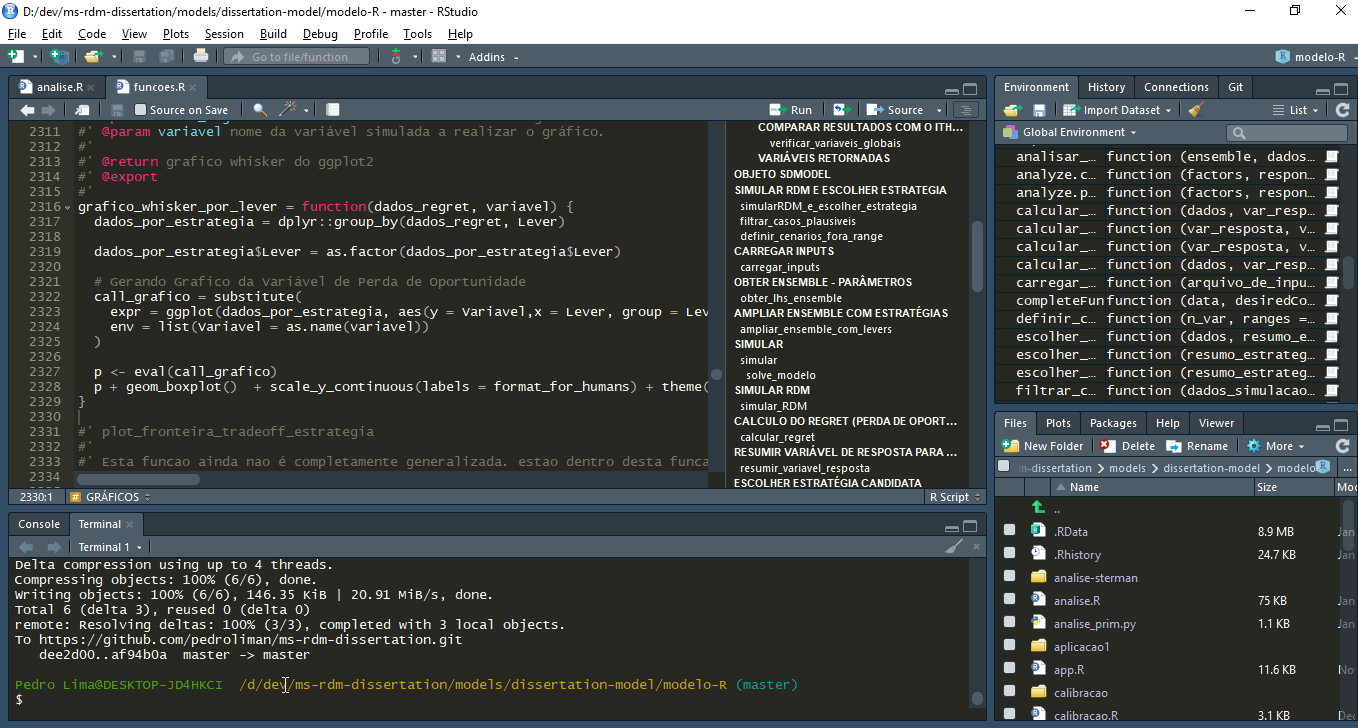 D:/dev/ms-rdm-dissertation/models/dissertation-model/modelo-R - master - RStudio
File Edit Code View Plots Session Build Debug Profile Tools Help
Go to file/function Addins modelo-R
analise.R funcoes.R
Source on Save Run Source
2311 #' @param variavel nome da variável simulada a realizar o gráfico.
2312 #'
2313 #' @return grafico whisker do ggplot2
2314 #' @export
2315 #'
2316 grafico_whisker_por_lever = function(dados_regret, variavel) {
2317 dados_por_estrategia = dplyr::group_by(dados_regret, Lever)
2318
2319 dados_por_estrategia$Lever = as.factor(dados_por_estrategia$Lever)
2320
2321 # Gerando Grafico da Variável de Perda de Oportunidade
2322 call_grafico = substitute(
2323 expr = ggplot(dados_por_estrategia, aes(y = Variavel,x = Lever, group = Lev
2324 env = list(Variavel = as.name(variavel))
2325 )
2326
2327 p <- eval(call_grafico)
2328 p + geom_boxplot() + scale_y_continuous(labels = format_for_humans) + theme(
2329 }
2330
2331 #' plot_fronteira_tradeoff_estrategia
2332 #'
2333 #' Esta funcao ainda nao é completamente generalizada. estao dentro desta funca
2334
2330:1 # GRÁFICOS R Script
COMPARAR RESULTADOS COM O ITH...
verificar_variaveis_globais
VARIÁVEIS RETORNADAS
OBJETO SDMODEL
SIMULAR RDM E ESCOLHER ESTRATEGIA
simularRDM_e_escolher_estrategia
filtrar_casos_plausiveis
definir_cenarios_fora_range
CARREGAR INPUTS
carregar_inputs
OBTER ENSEMBLE - PARÂMETROS
obter_lhs_ensemble
AMPLIAR ENSEMBLE COM ESTRATÉGIAS
ampliar_ensemble_com_levers
SIMULAR
simular
solve_modelo
SIMULAR RDM
simular_RDM
CALCULO DO REGRET (PERDA DE OPORT...
calcular_regret
RESUMIR VARIÁVEL DE RESPOSTA PARA ...
resumir_variavel_resposta
ESCOLHER ESTRATÉGIA CANDIDATA
Console Terminal
Terminal 1
Delta compression using up to 4 threads.
Compressing objects: 100% (6/6), done.
Writing objects: 100% (6/6), 146.35 KiB | 20.91 MiB/s, done.
Total 6 (delta 3), reused 0 (delta 0)
remote: Resolving deltas: 100% (3/3), completed with 3 local objects.
To https://github.com/pedroliman/ms-rdm-dissertation.git
dee2d00..af94b0a master -> master
Pedro Lima@DESKTOP-JD4HKCI /d/dev/ms-rdm-dissertation/models/dissertation-model/modelo-R (master)
$
Environment History Connections Git
Import Dataset List
Global Environment
analisar_... function (ensemble, dados...
analyze.c... function (factors, respon...
analyze.p... function (factors, respon...
calcular_... function (dados, var_resp...
calcular_... function (var_resposta, v...
calcular_... function (var_resposta, v...
calcular_... function (dados, var_resp...
carregar_... function (arquivo_de_inpu...
completeFun function (data, desiredCo...
definir_c... function (n_var, ranges =...
escolher_... function (dados, resumo_e...
escolher_... function (resumo_estrateg...
escolher_... function (resumo_estrateg...
filtrar_c... function (dados_simulacao...
Files Plots Packages Help Viewer
New Folder Delete Rename More
m-dissertation > models > dissertation-model > modelo ...
Name Size Moc
..
.RData 8.9 MB Jan
.Rhistory 24.7 KB Jan
analise-sterman
analise.R 75 KB Jan
analise_prim.py 1.1 KB Jan
aplicacao1
app.R 11.6 KB No
calibracao
calibracao.R 3.1 KB Dec